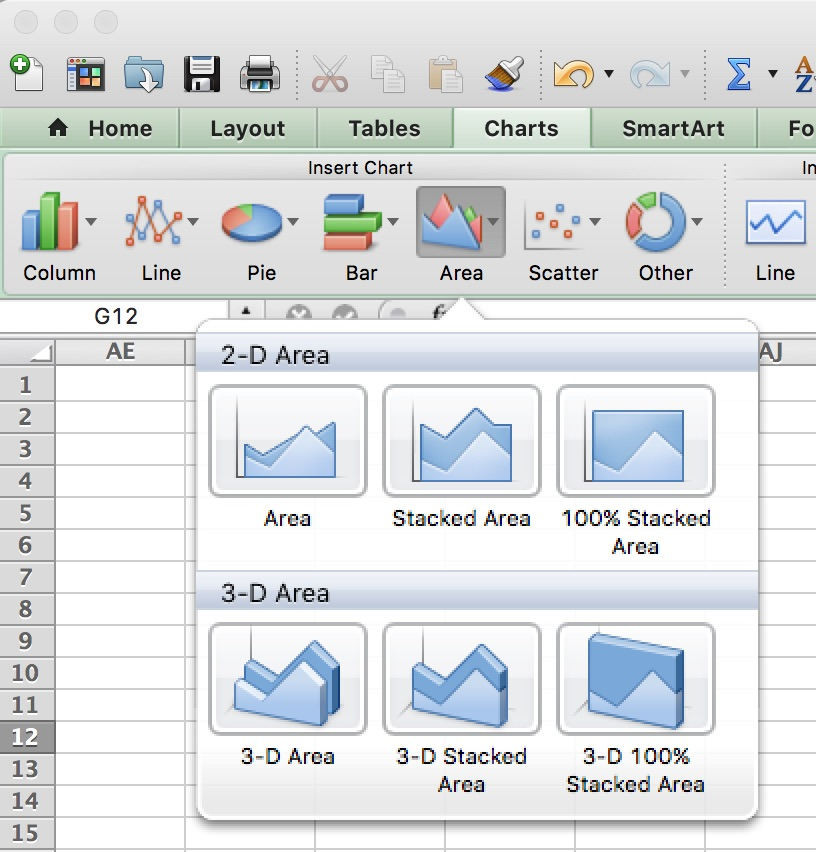 Home Layout Tables Charts SmartArt Fo
Insert Chart In
Column Line Pie Bar Area Scatter Other Line
G12
AE AJ
2-D Area
1
2
3
4
Area Stacked Area 100% Stacked
Area
5
6
7
3-D Area
8
9
10
11
12
3-D Area 3-D Stacked
Area 3-D 100%
Stacked Area
13
14
15